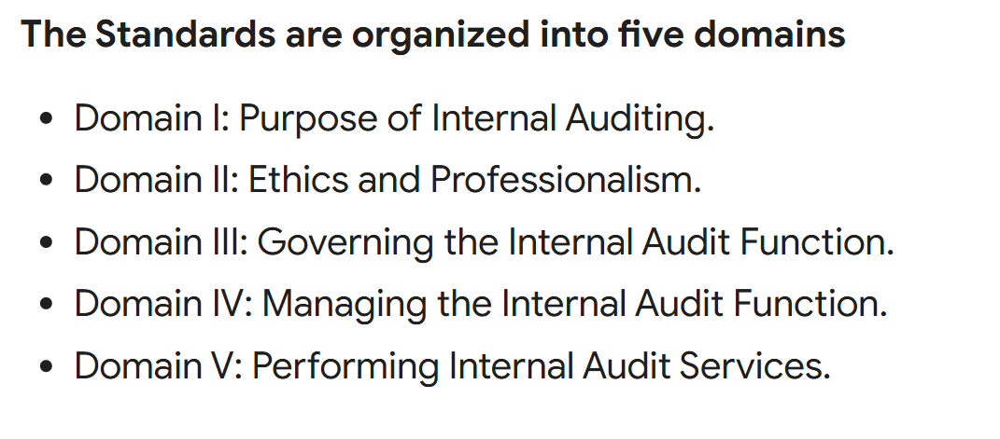 The Standards are organized into five domains
• Domain I: Purpose of Internal Auditing.
• Domain II: Ethics and Professionalism.
• Domain III: Governing the Internal Audit Function.
• Domain IV: Managing the Internal Audit Function.
• Domain V: Performing Internal Audit Services.